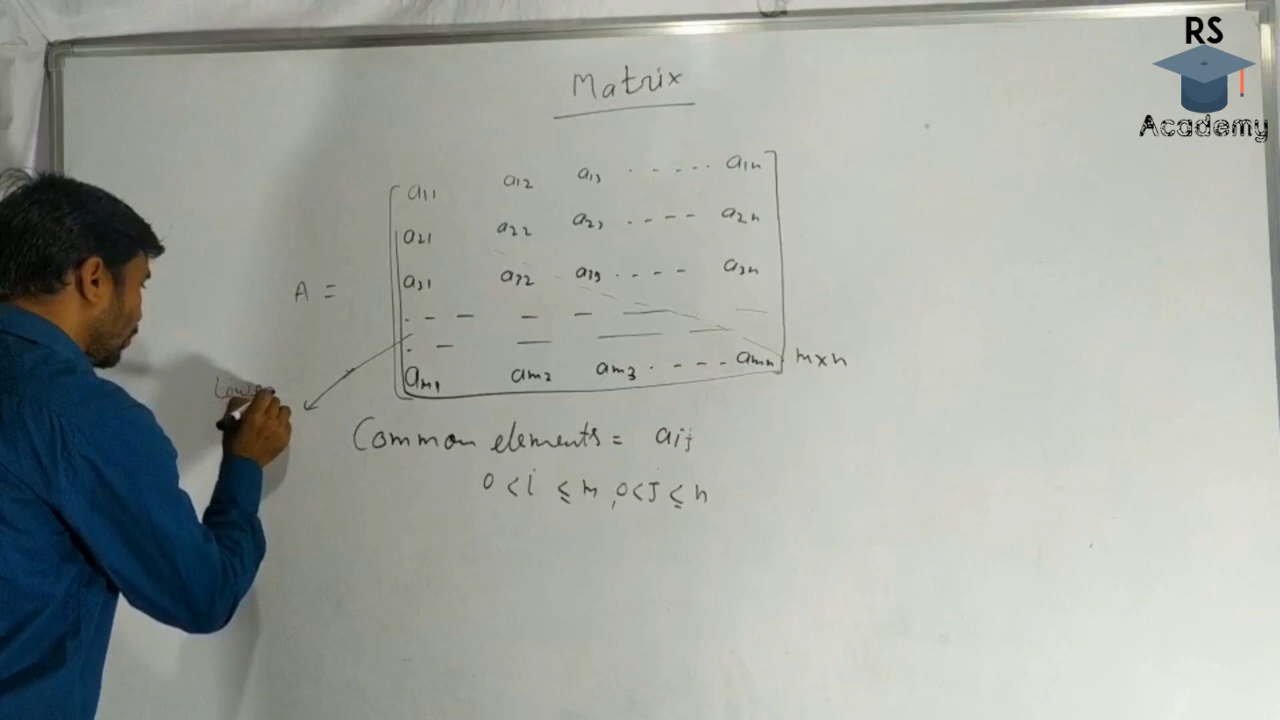 RS
Academy
Matrix
a11 a12 a13 ..... a1n
a21 a22 a23 .--- a2n
A = a31 a32 a33 .--- a3n
. - — — — — —
. — — — —
am1 am2 am3 . --- amn m×n
Lowe
Common elements = aij
0 < i ≤ m, 0 < j ≤ n